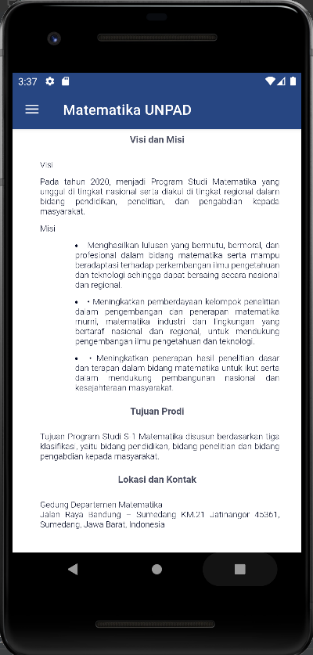 3:37
Matematika UNPAD
Visi dan Misi
Visi
Pada tahun 2020, menjadi Program Studi Matematika yang
unggul di tingkat nasional serta diakui di tingkat regional dalam
bidang pendidikan, penelitian, dan pengabdian kepada
masyarakat.
Misi
• Menghasilkan lulusan yang bermutu, bermoral, dan
profesional dalam bidang matematika serta mampu
beradaptasi terhadap perkembangan ilmu pengetahuan
dan teknologi sehingga dapat bersaing secara nasional
dan regional.
• • Meningkatkan pemberdayaan kelompok penelitian
dalam pengembangan dan penerapan matematika
murni, matematika industri dan lingkungan yang
bertaraf nasional dan regional, untuk mendukung
pengembangan ilmu pengetahuan dan teknologi.
• • Meningkatkan penerapan hasil penelitian dasar
dan terapan dalam bidang matematika untuk ikut serta
dalam mendukung pembangunan nasional dan
kesejahteraan masyarakat.
Tujuan Prodi
Tujuan Program Studi S 1 Matematika disusun berdasarkan tiga
klasifikasi, yaitu bidang pendidikan, bidang penelitian dan bidang
pengabdian kepada masyarakat.
Lokasi dan Kontak
Gedung Departemen Matematika
Jalan Raya Bandung – Sumedang KM.21 Jatinangor 45361,
Sumedang, Jawa Barat, Indonesia